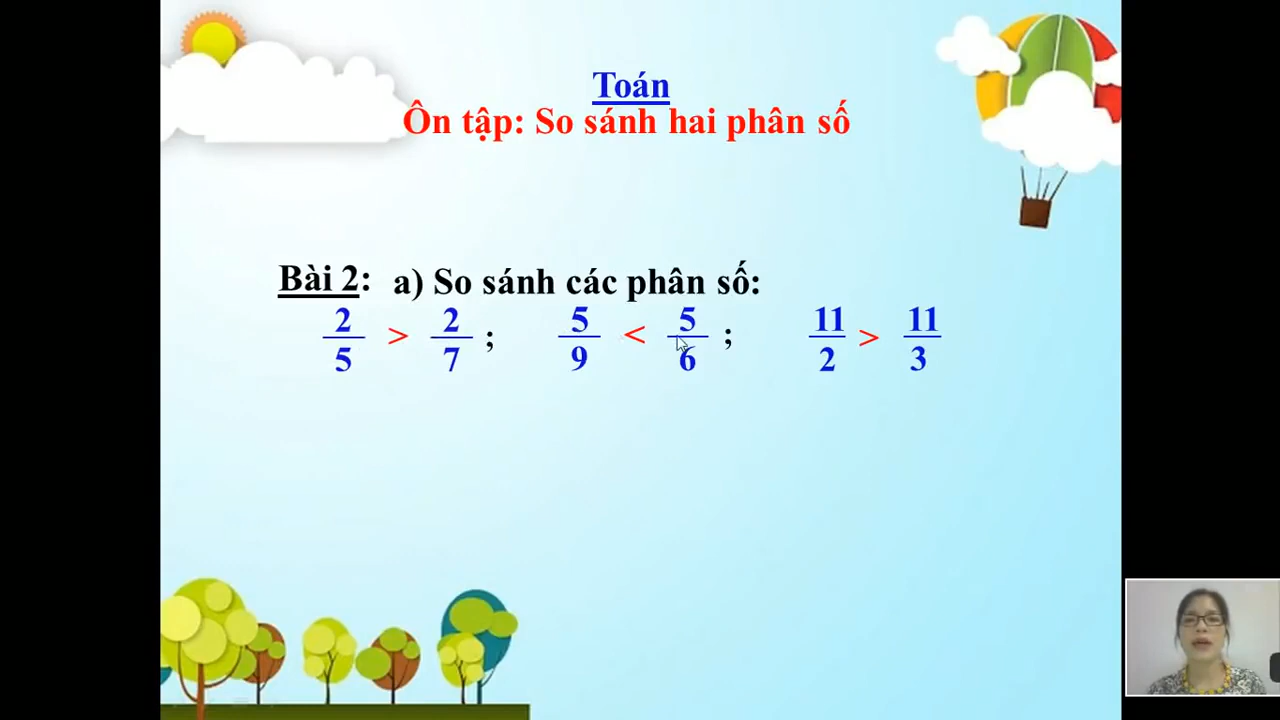 Toán
Ôn tập: So sánh hai phân số
Bài 2: a) So sánh các phân số:
2/5 > 2/7 ; 5/9 < 5/6 ; 11/2 > 11/3